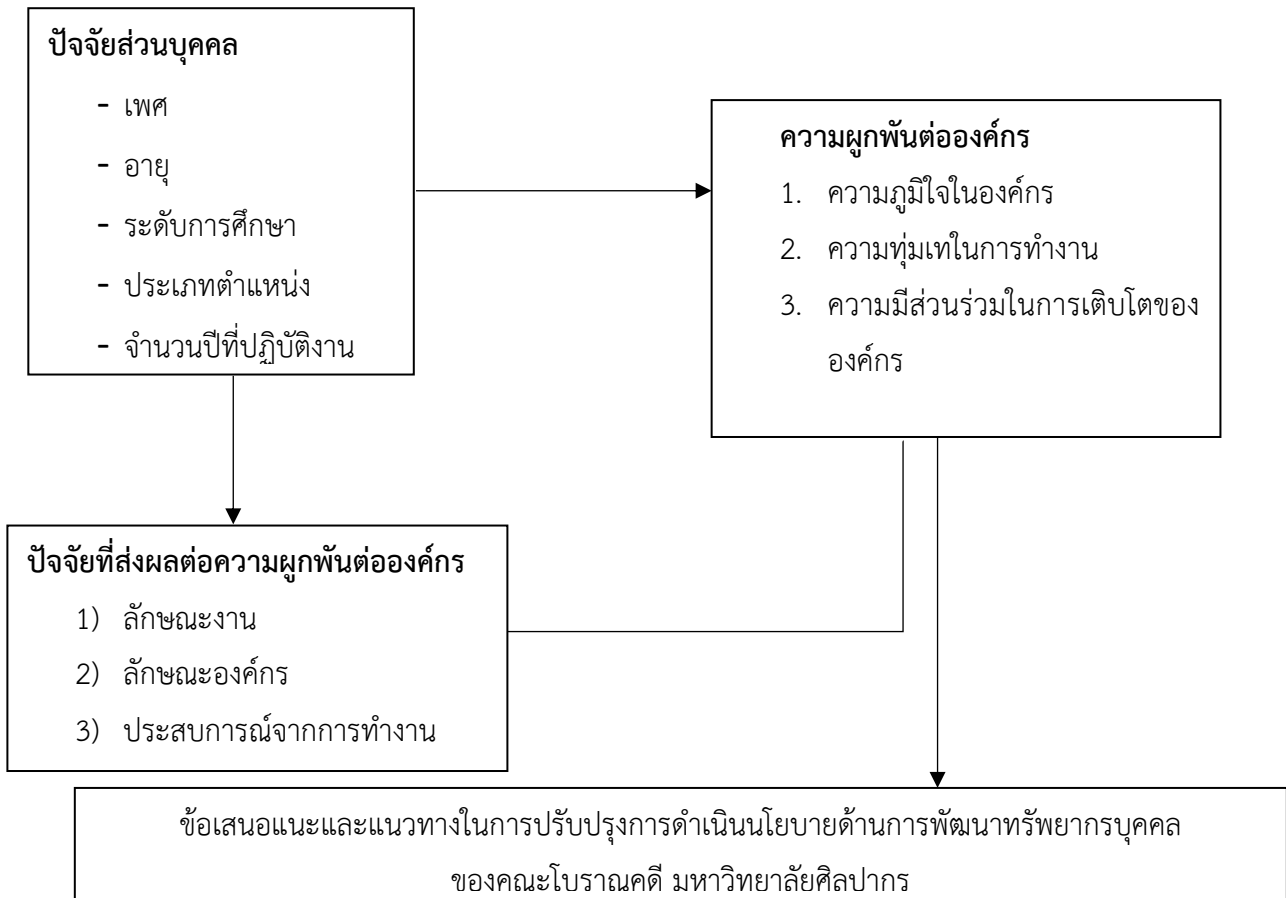 ปัจจัยส่วนบุคคล
- เพศ
- อายุ
- ระดับการศึกษา
- ประเภทตำแหน่ง
- จำนวนปีที่ปฏิบัติงาน
ความผูกพันต่อองค์กร
1. ความภูมิใจในองค์กร
2. ความทุ่มเทในการทำงาน
3. ความมีส่วนร่วมในการเติบโตของ
องค์กร
ปัจจัยที่ส่งผลต่อความผูกพันต่อองค์กร
1) ลักษณะงาน
2) ลักษณะองค์กร
3) ประสบการณ์จากการทำงาน
ข้อเสนอแนะและแนวทางในการปรับปรุงการดำเนินนโยบายด้านการพัฒนาทรัพยากรบุคคล
ของคณะโบราณคดี มหาวิทยาลัยศิลปากร